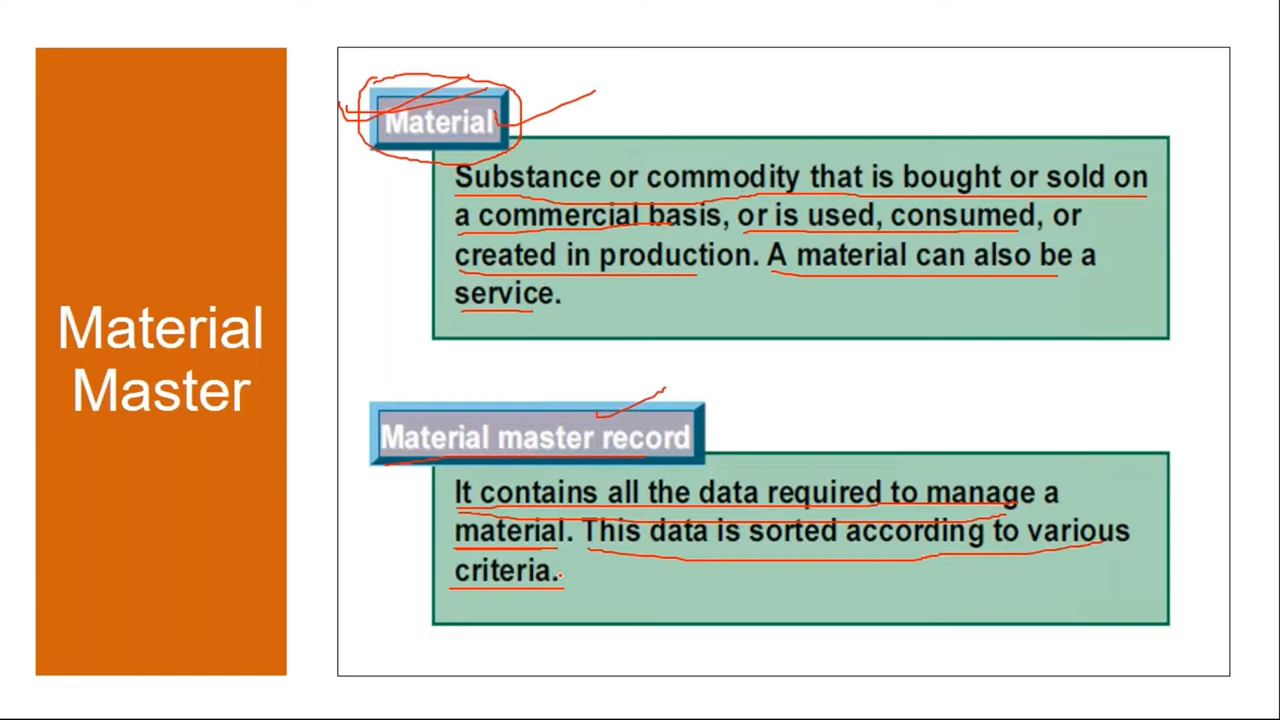 Material
Master
Material
Substance or commodity that is bought or sold on
a commercial basis, or is used, consumed, or
created in production. A material can also be a
service.
Material master record
It contains all the data required to manage a
material. This data is sorted according to various
criteria.